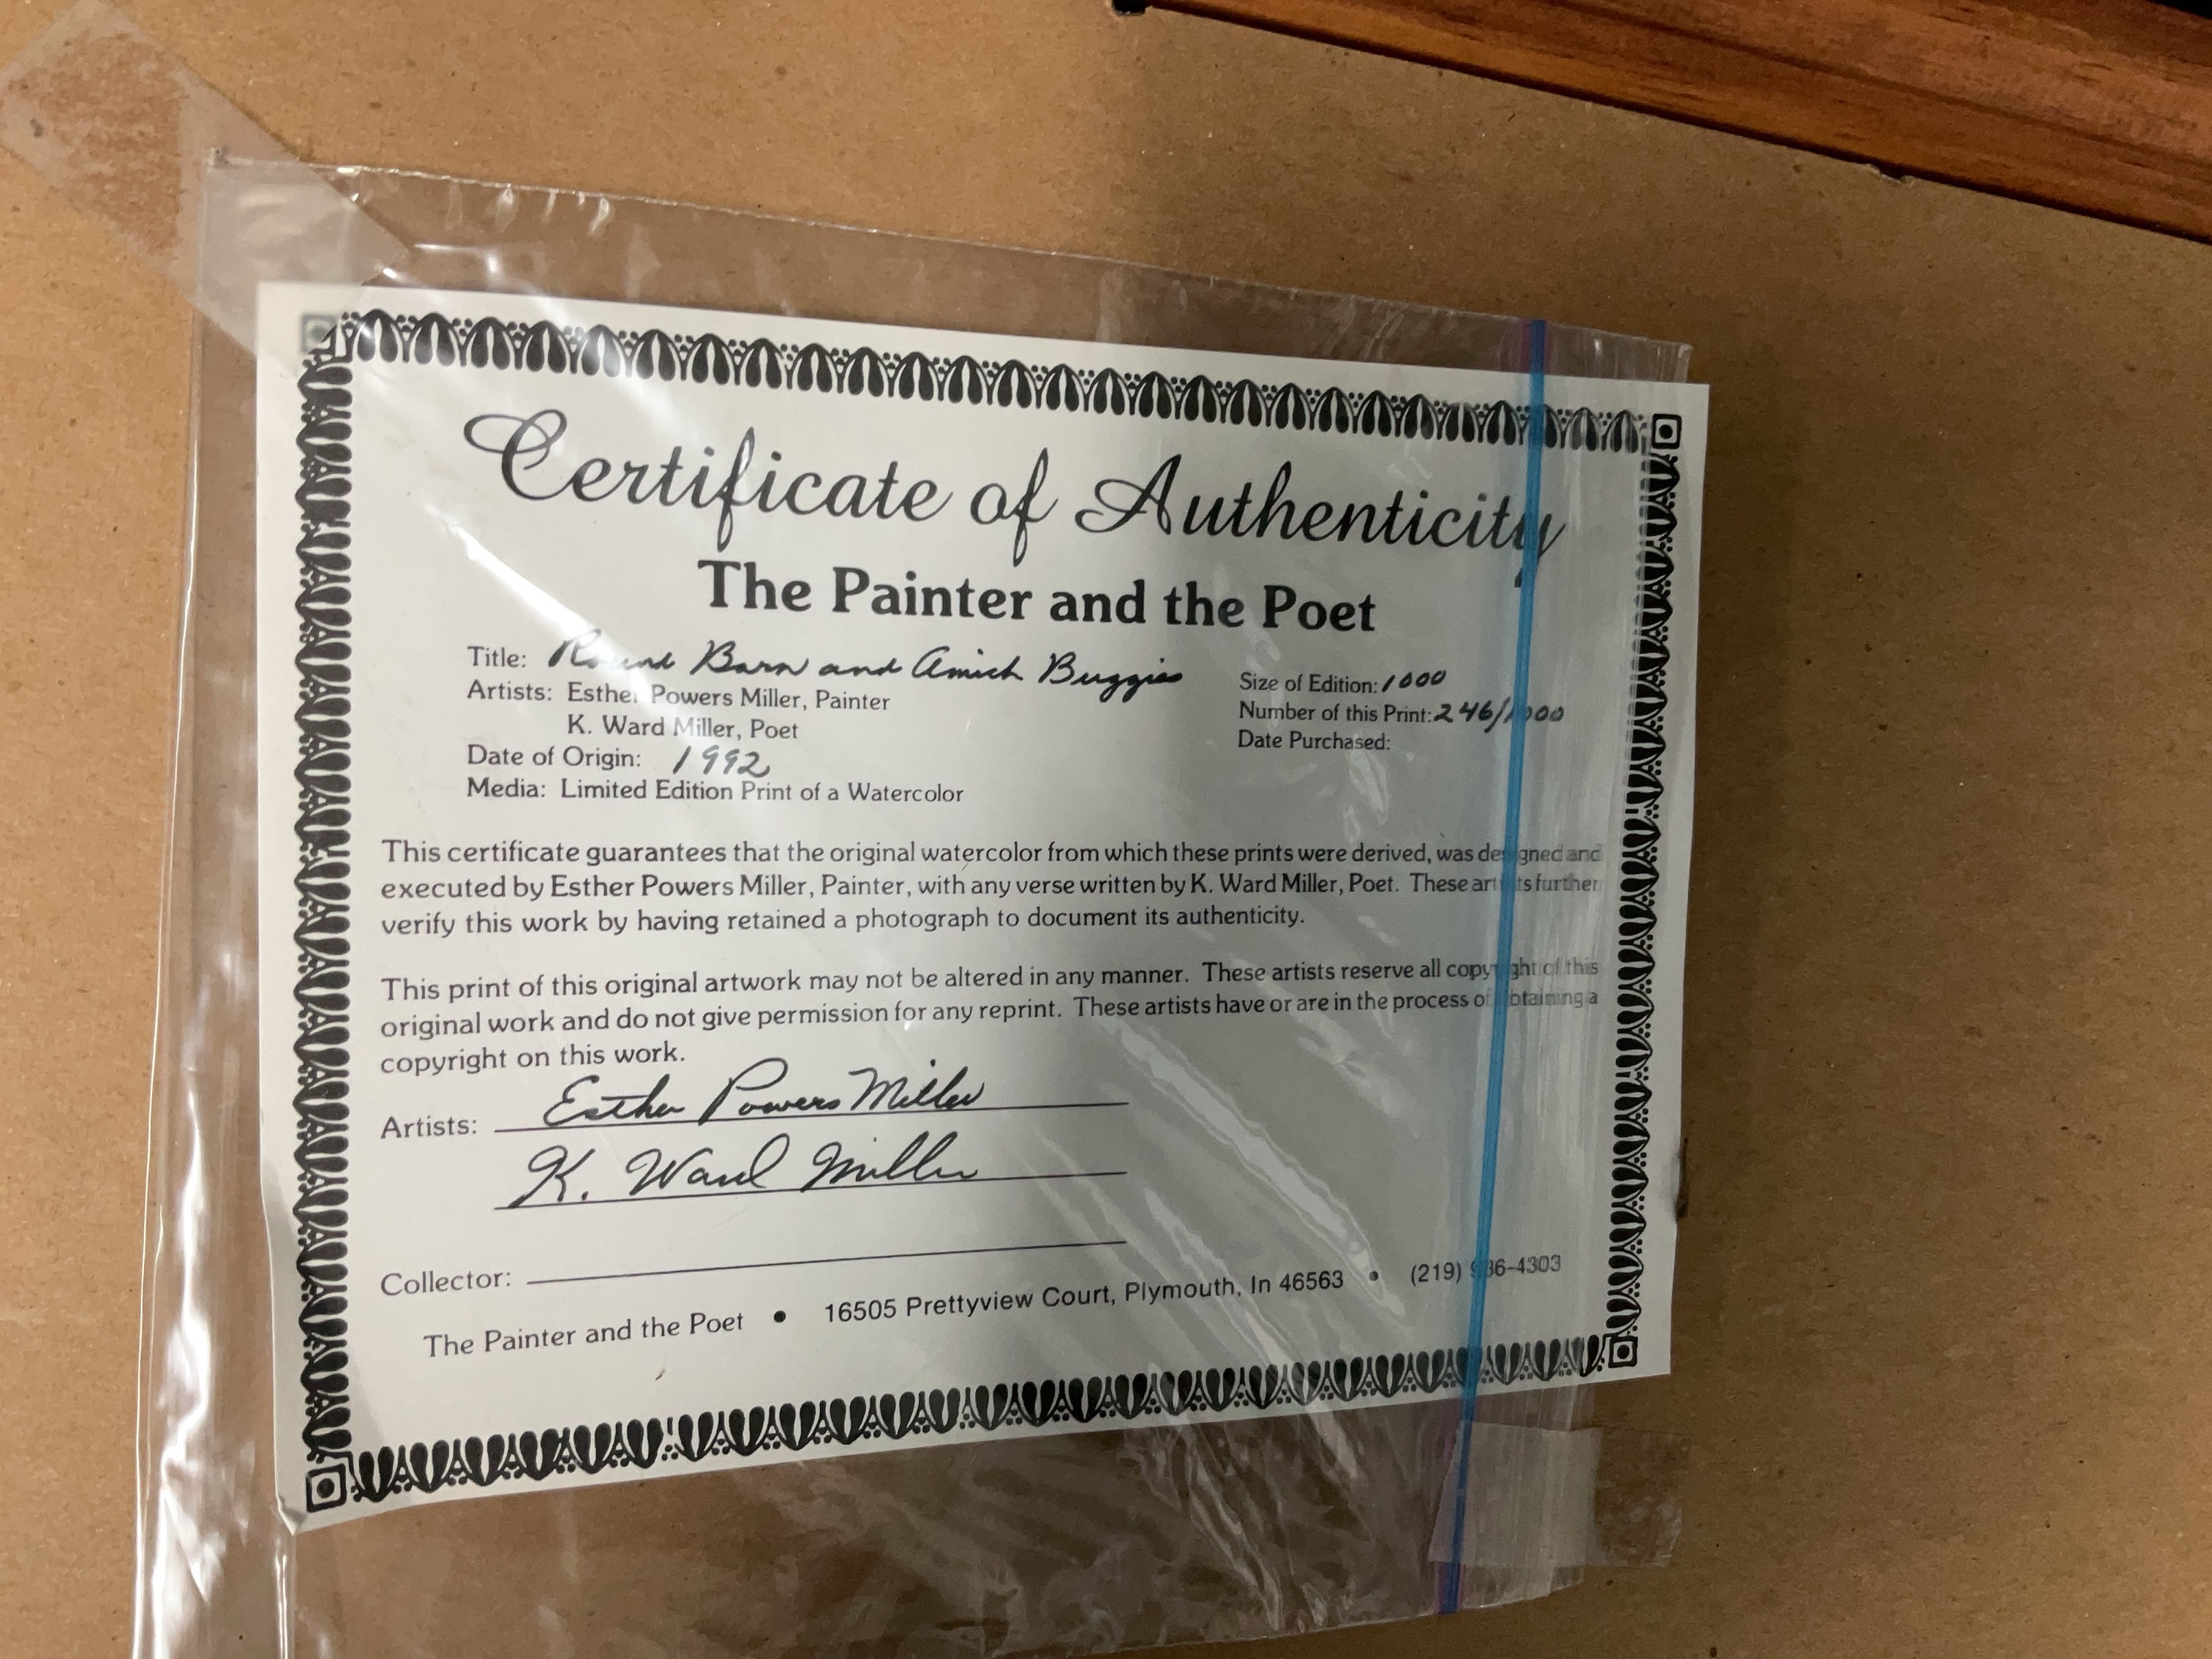 Certificate of Authenticity
The Painter and the Poet
Title: Round Barn and Amich Buggies
Artists: Esther Powers Miller, Painter
K. Ward Miller, Poet
Date of Origin: 1992
Media: Limited Edition Print of a Watercolor
Size of Edition: 1000
Number of this Print: 246/1000
Date Purchased:
This certificate guarantees that the original watercolor from which these prints were derived, was designed and
executed by Esther Powers Miller, Painter, with any verse written by K. Ward Miller, Poet. These artists further
verify this work by having retained a photograph to document its authenticity.
This print of this original artwork may not be altered in any manner. These artists reserve all copyright of this
original work and do not give permission for any reprint. These artists have or are in the process of obtaining a
copyright on this work.
Artists: Esther Powers Miller
K. Ward Miller
Collector:
The Painter and the Poet • 16505 Prettyview Court, Plymouth, In 46563 • (219) 936-4303